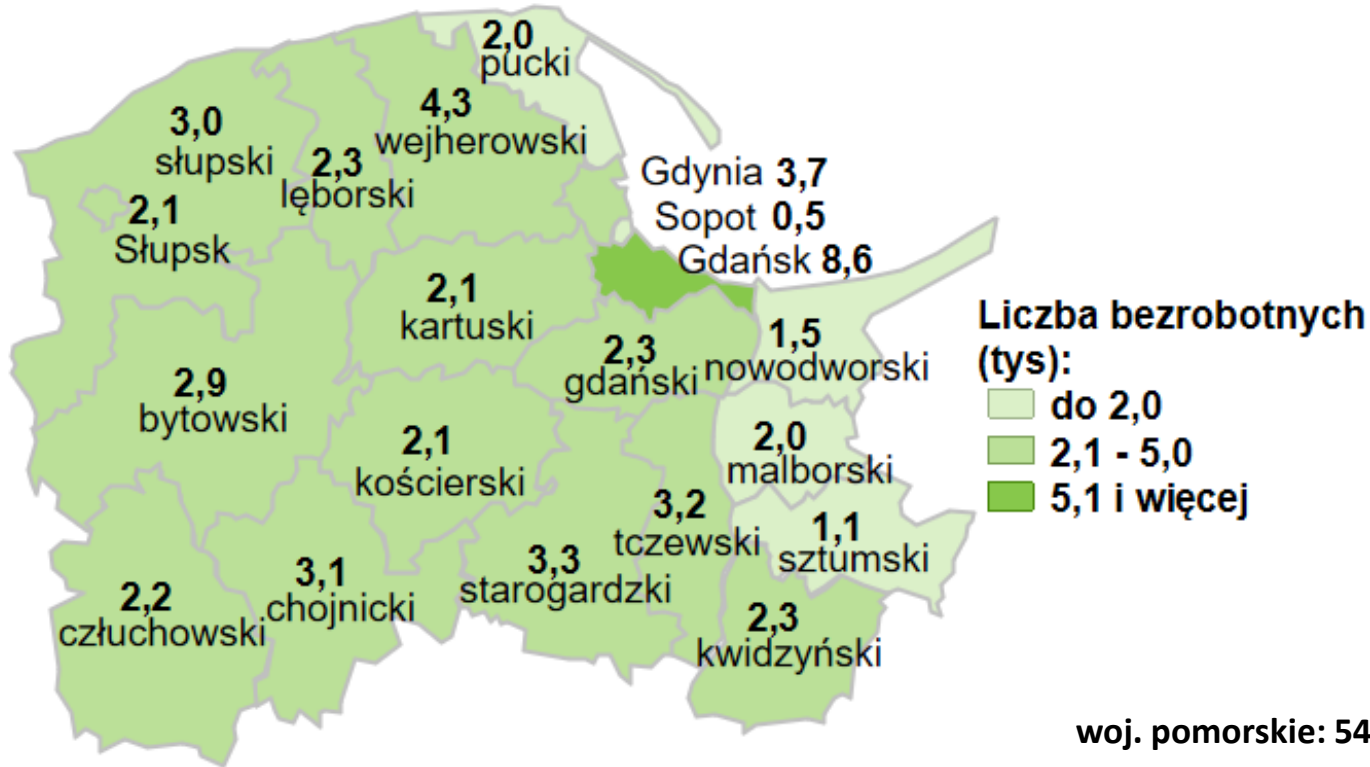 2,0
pucki
4,3
wejherowski
3,0
słupski
2,3
lęborski
2,1
Słupsk
Gdynia 3,7
Sopot 0,5
Gdańsk 8,6
2,1
kartuski
2,3
gdański
1,5
nowodworski
2,9
bytowski
2,1
kościerski
2,0
malborski
3,2
tczewski
1,1
sztumski
3,3
starogardzki
3,1
chojnicki
2,2
człuchowski
2,3
kwidzyński
Liczba bezrobotnych
(tys):
do 2,0
2,1 - 5,0
5,1 i więcej
woj. pomorskie: 54